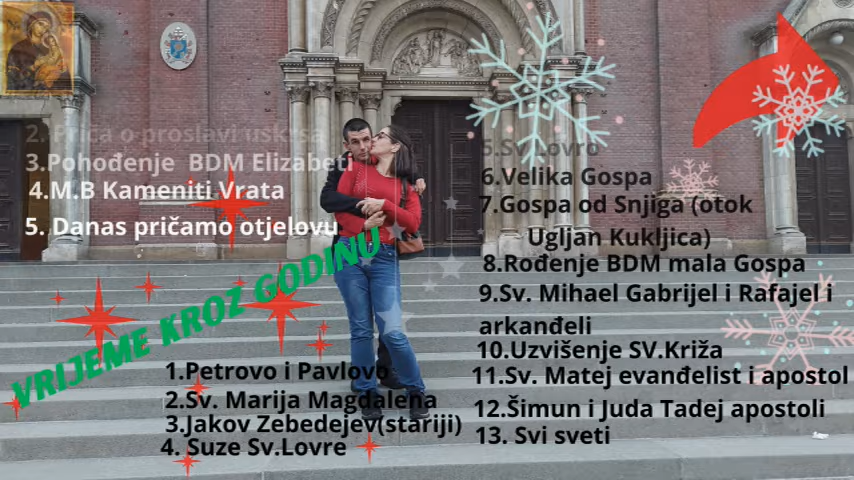 2. Priča o proslavi uskrsa
3.Pohođenje BDM Elizabeti
4.M.B Kameniti Vrata
5. Danas pričamo otjelovu
VRIJEME KROZ GODINU
1.Petrovo i Pavlovo
2.Sv. Marija Magdalena
3.Jakov Zebedejev(stariji)
4. Suze Sv.Lovre
5.Sv.Lovro
6.Velika Gospa
7.Gospa od Snjiga (otok
Ugljan Kukljica)
8.Rođenje BDM mala Gospa
9.Sv. Mihael Gabrijel i Rafajel i
arkanđeli
10.Uzvišenje SV.Križa
11.Sv. Matej evanđelist i apostol
12.Šimun i Juda Tadej apostoli
13. Svi sveti